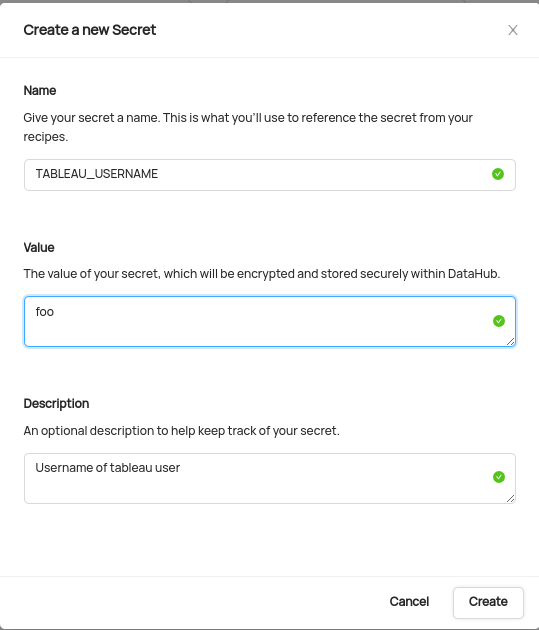 Create a new Secret
Name
Give your secret a name. This is what you'll use to reference the secret from your
recipes.
TABLEAU_USERNAME
Value
The value of your secret, which will be encrypted and stored securely within DataHub.
foo
Description
An optional description to help keep track of your secret.
Username of tableau user
Cancel
Create